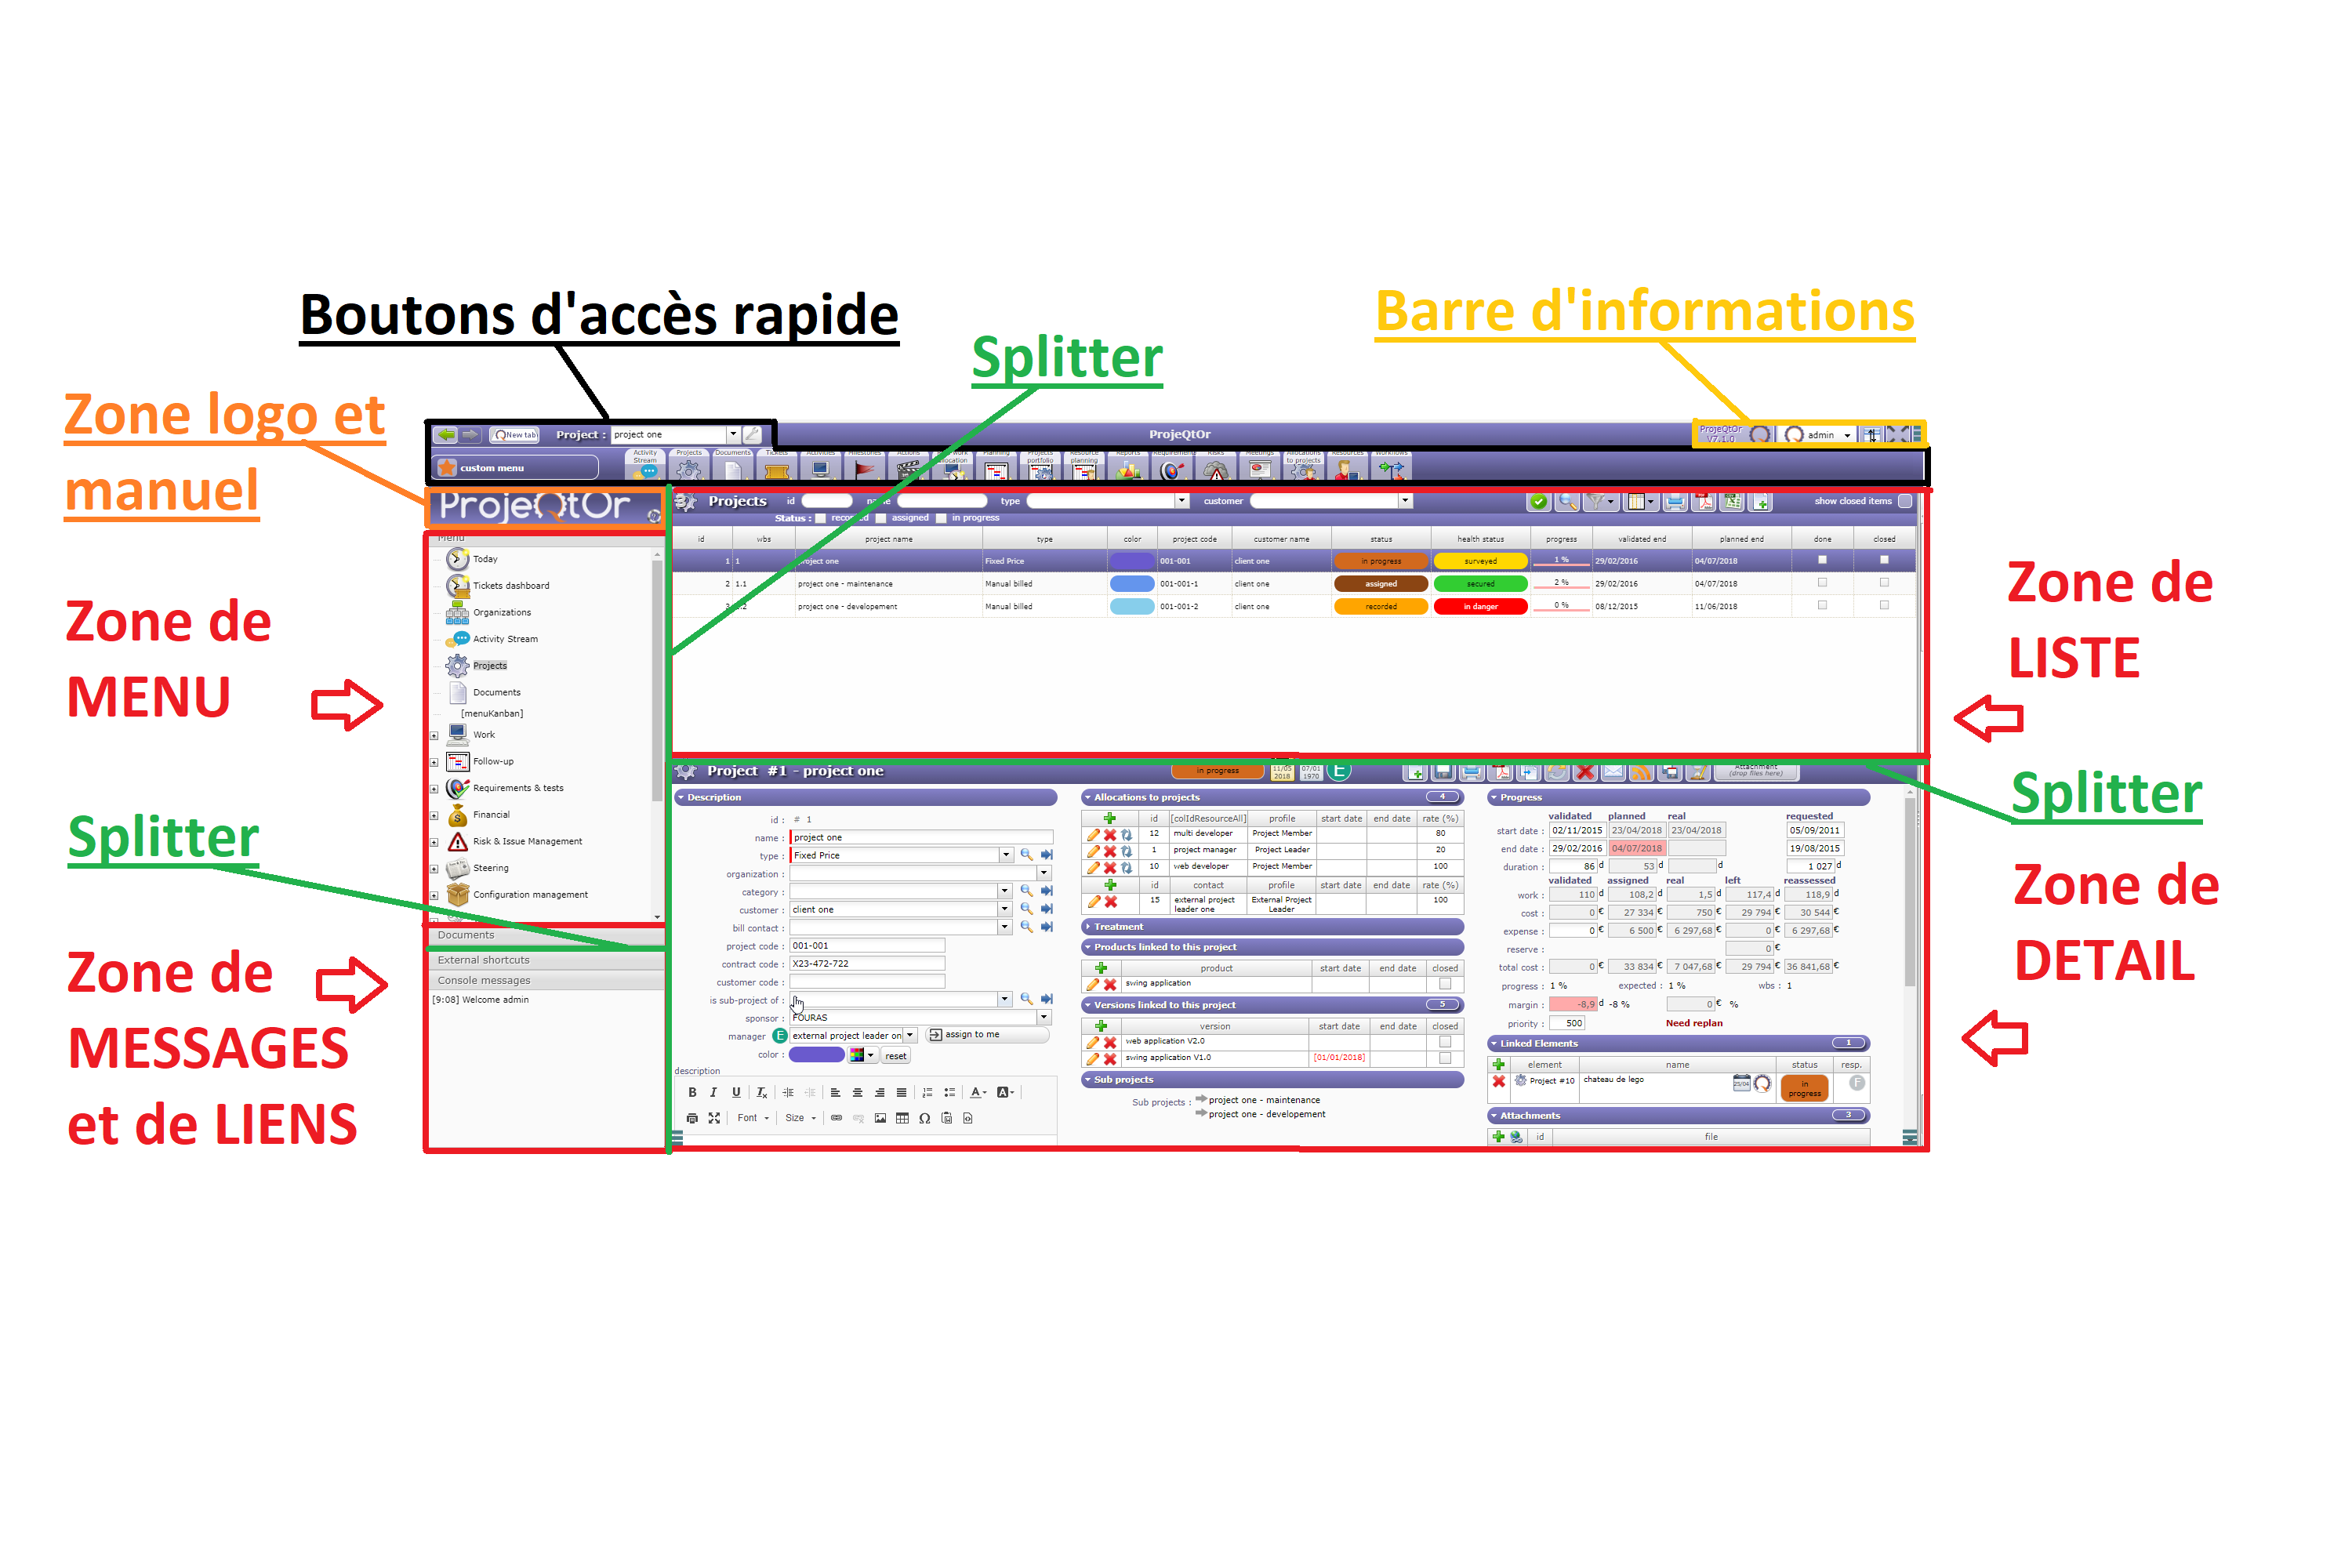 Boutons d'accès rapide
Barre d'informations
Splitter
Zone logo et
manuel
Zone de
MENU
Splitter
Zone de
MESSAGES
et de LIENS
Zone de
LISTE
Splitter
Zone de
DETAIL
New tab
Project : project one
ProjeQtOr
ProjeQtOr
V7.1.0
admin
custom menu
Activity
Stream
Projects
Documents
Tickets
Activities
Milestones
Actions
Planning
Projects
portfolio
Resource
planning
Reports
Risks
Meetings
Allocations
to projects
Resources
Workflows
ProjeQtOr
Menu
Today
Tickets dashboard
Organizations
Activity Stream
Projects
Documents
[menuKanban]
Work
Follow-up
Requirements & tests
Financial
Risk & Issue Management
Steering
Configuration management
Documents
External shortcuts
Console messages
[9:08] Welcome admin
Projects id name type customer show closed items
Status : recorded assigned in progress
id wbs project name type color project code customer name status health status progress validated end planned end done closed
1 1 project one Fixed Price 001-001 client one in progress surveyed 1 % 29/02/2016 04/07/2018
2 1.1 project one - maintenance Manual billed 001-001-1 client one assigned secured 2 % 29/02/2016 04/07/2018
3 1.2 project one - developement Manual billed 001-001-2 client one recorded in danger 0 % 08/12/2015 11/06/2018
Project #1 - project one in progress 11/05 2018 07/01 1970 E Attachment (drop files here)
Description
id : # 1
name : project one
type : Fixed Price
organization :
category :
customer : client one
bill contact :
project code : 001-001
contract code : X23-472-722
customer code :
is sub-project of :
sponsor : FOURAS
manager E external project leader on assign to me
color : reset
description
B I U Tx A A
Font Size Ω
Allocations to projects 4
id [colIdResourceAll] profile start date end date rate (%)
12 multi developer Project Member 80
1 project manager Project Leader 20
10 web developer Project Member 100
id contact profile start date end date rate (%)
15 external project leader one External Project Leader 100
Treatment
Products linked to this project
product start date end date closed
swing application
Versions linked to this project 5
version start date end date closed
web application V2.0
swing application V1.0 [01/01/2018]
Sub projects
Sub projects : project one - maintenance
project one - developement
Progress
validated planned real requested
start date : 02/11/2015 23/04/2018 23/04/2018 05/09/2011
end date : 29/02/2016 04/07/2018 19/08/2015
duration : 86 d 53 d d 1 027 d
validated assigned real left reassessed
work : 110 d 108,2 d 1,5 d 117,4 d 118,9 d
cost : 0 € 27 334 € 750 € 29 794 € 30 544 €
expense : 0 € 6 500 € 6 297,68 € 0 € 6 297,68 €
reserve : 0 €
total cost : 0 € 33 834 € 7 047,68 € 29 794 € 36 841,68 €
progress : 1 % expected : 1 % wbs : 1
margin : -8,9 d -8 % 0 € %
priority : 500 Need replan
Linked Elements 1
element name status resp.
Project #10 chateau de lego 25/04 in progress F
Attachments 3
id file